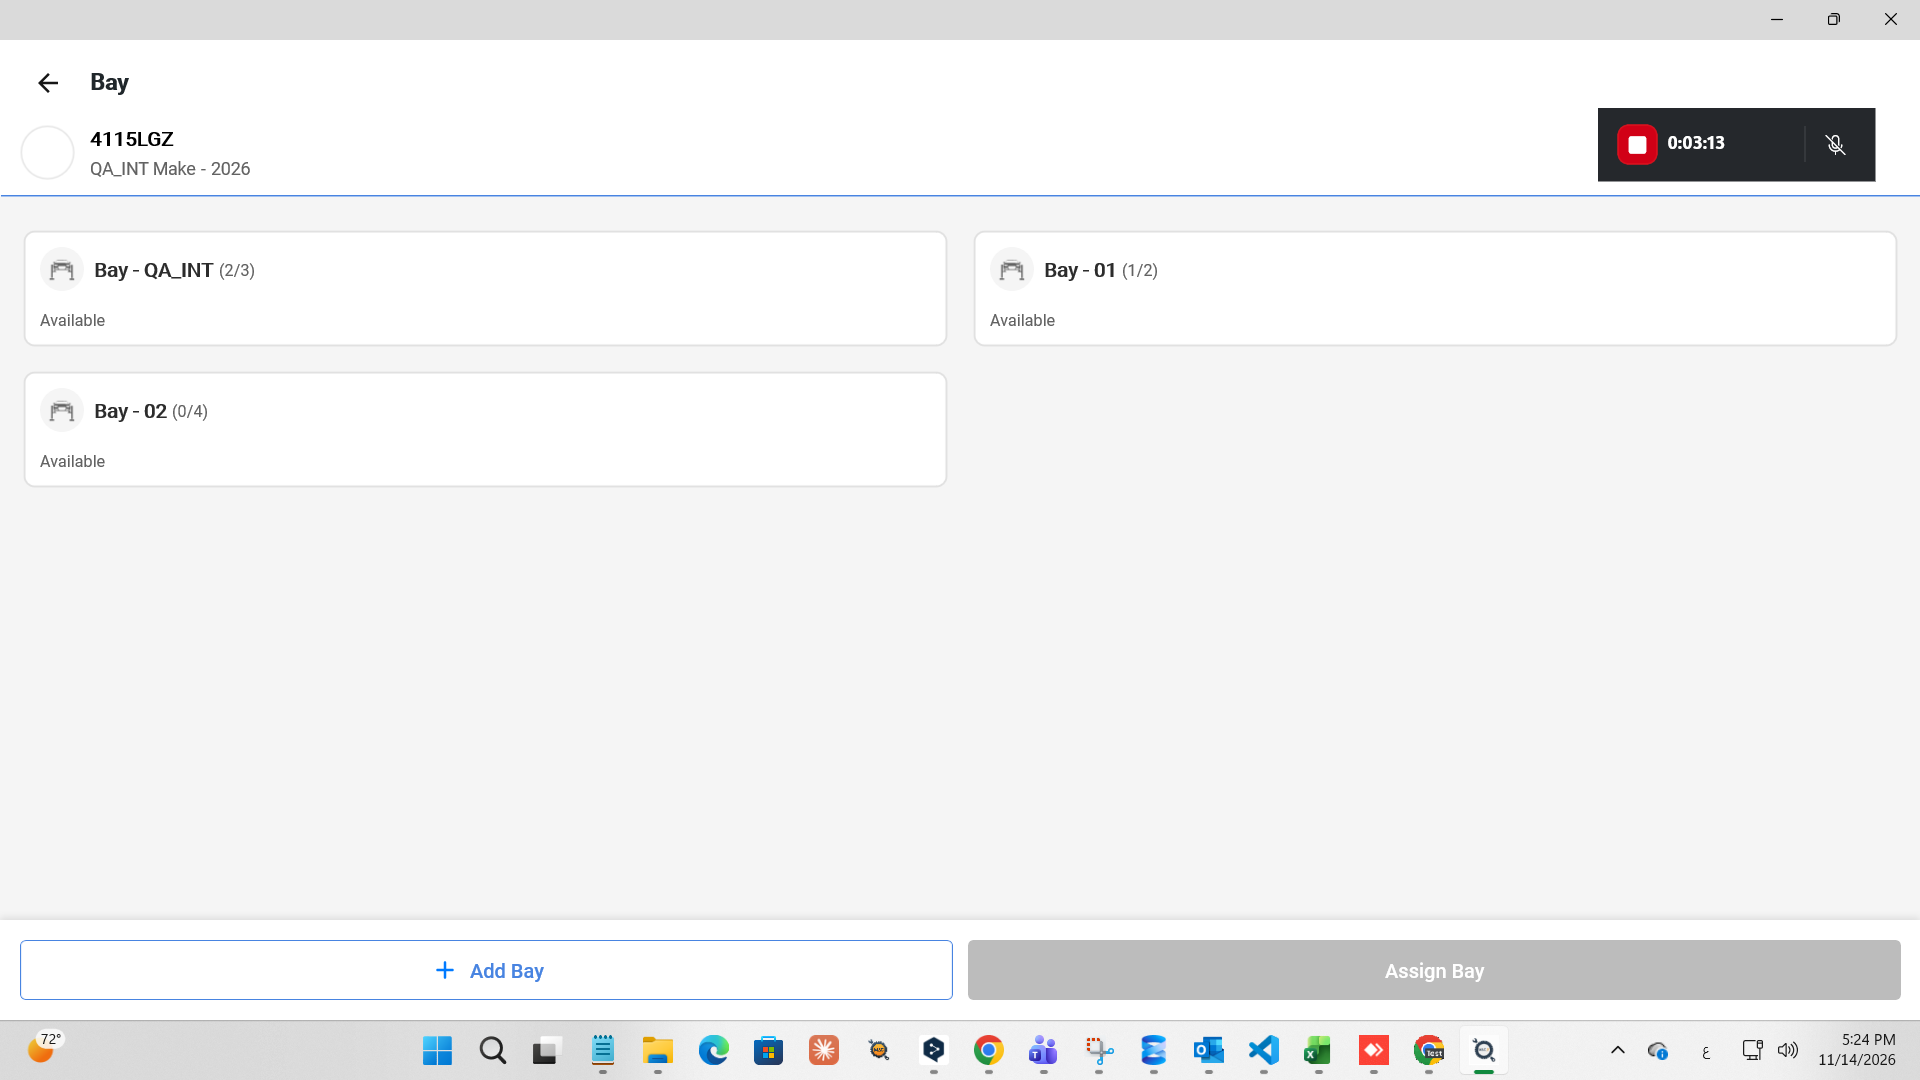 Bay
4115LGZ
QA_INT Make - 2026
0:03:13
Bay - QA_INT (2/3)
Available
Bay - 01 (1/2)
Available
Bay - 02 (0/4)
Available
Add Bay
Assign Bay
72°
Test
ع
5:24 PM
11/14/2026